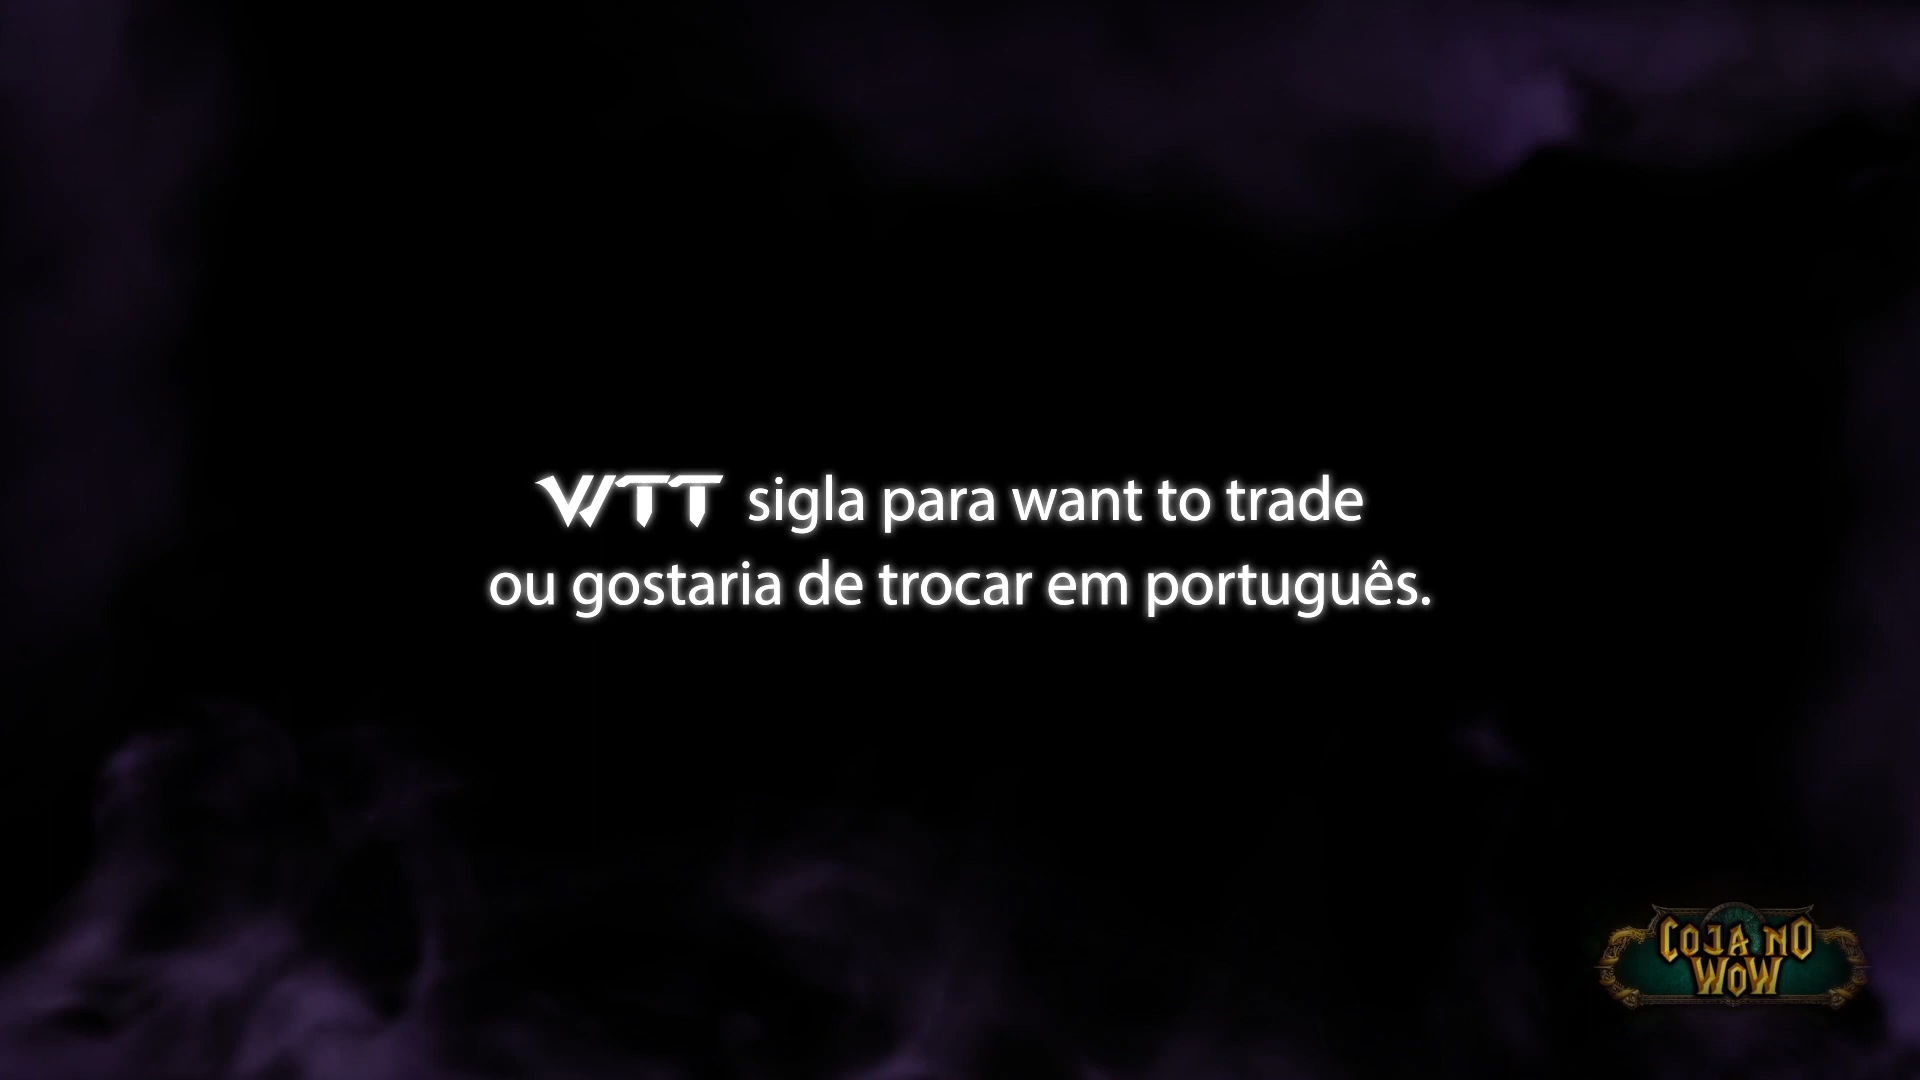 WTT sigla para want to trade
ou gostaria de trocar em português.
COJA NO
WOW